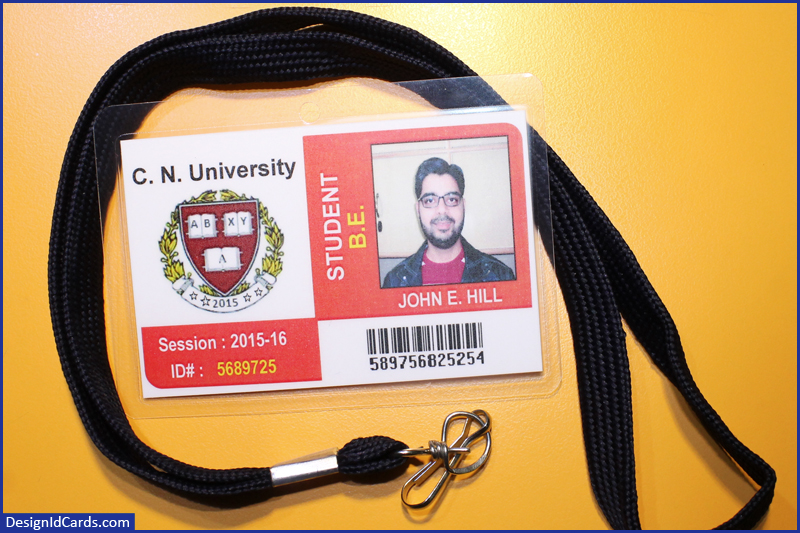 C. N. University
AB XY
Λ
2015
STUDENT
B.E.
JOHN E. HILL
Session : 2015-16
ID# : 5689725
589756825254
DesignIdCards.com